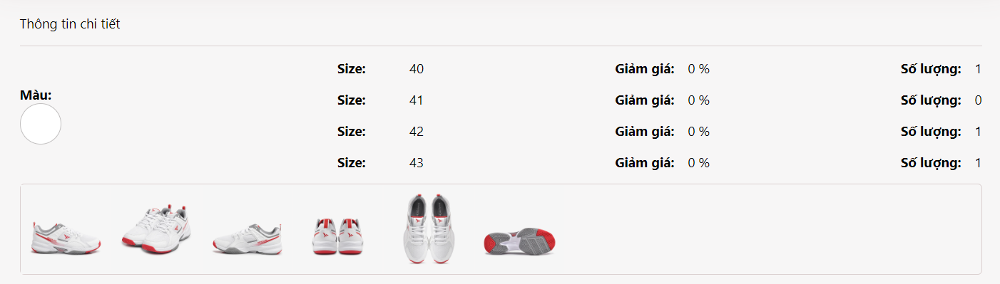 Thông tin chi tiết
Màu:
Size: 40 Giảm giá: 0 % Số lượng: 1
Size: 41 Giảm giá: 0 % Số lượng: 0
Size: 42 Giảm giá: 0 % Số lượng: 1
Size: 43 Giảm giá: 0 % Số lượng: 1